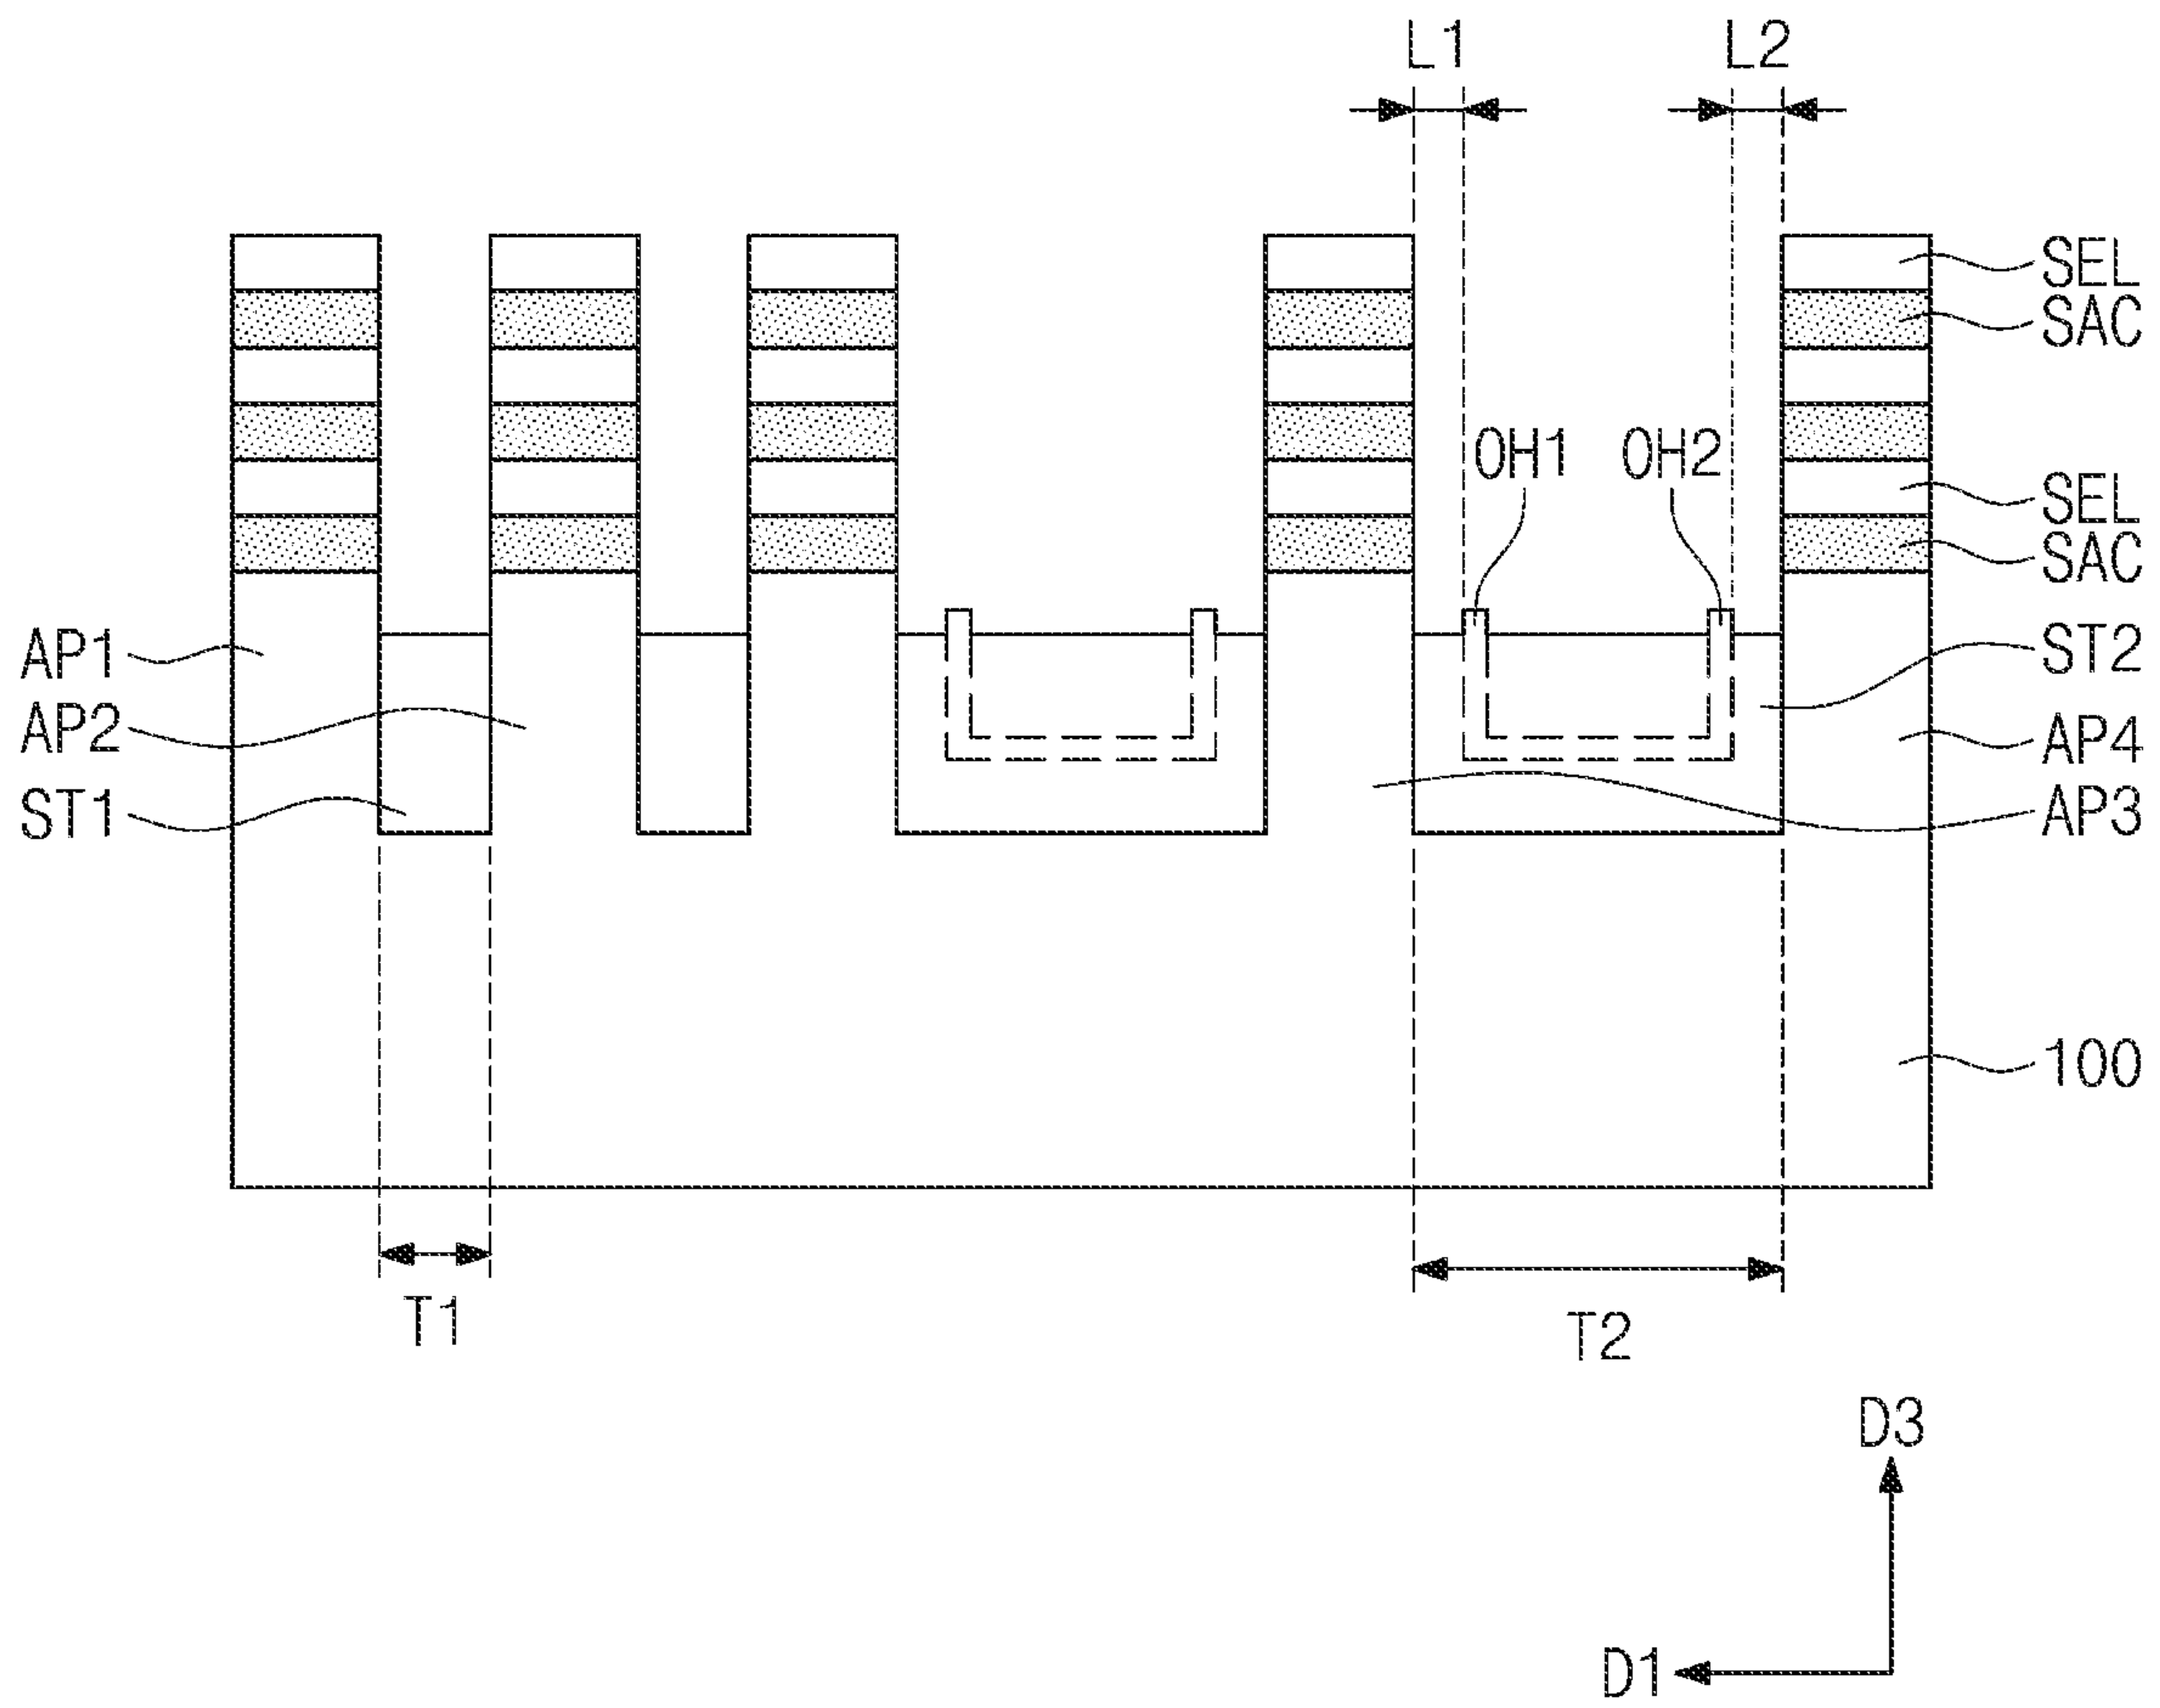 L1 L2
SEL
SAC
OH1 OH2
SEL
SAC
AP1
ST2
AP2
AP4
ST1
AP3
100
T1
T2
D3
D1